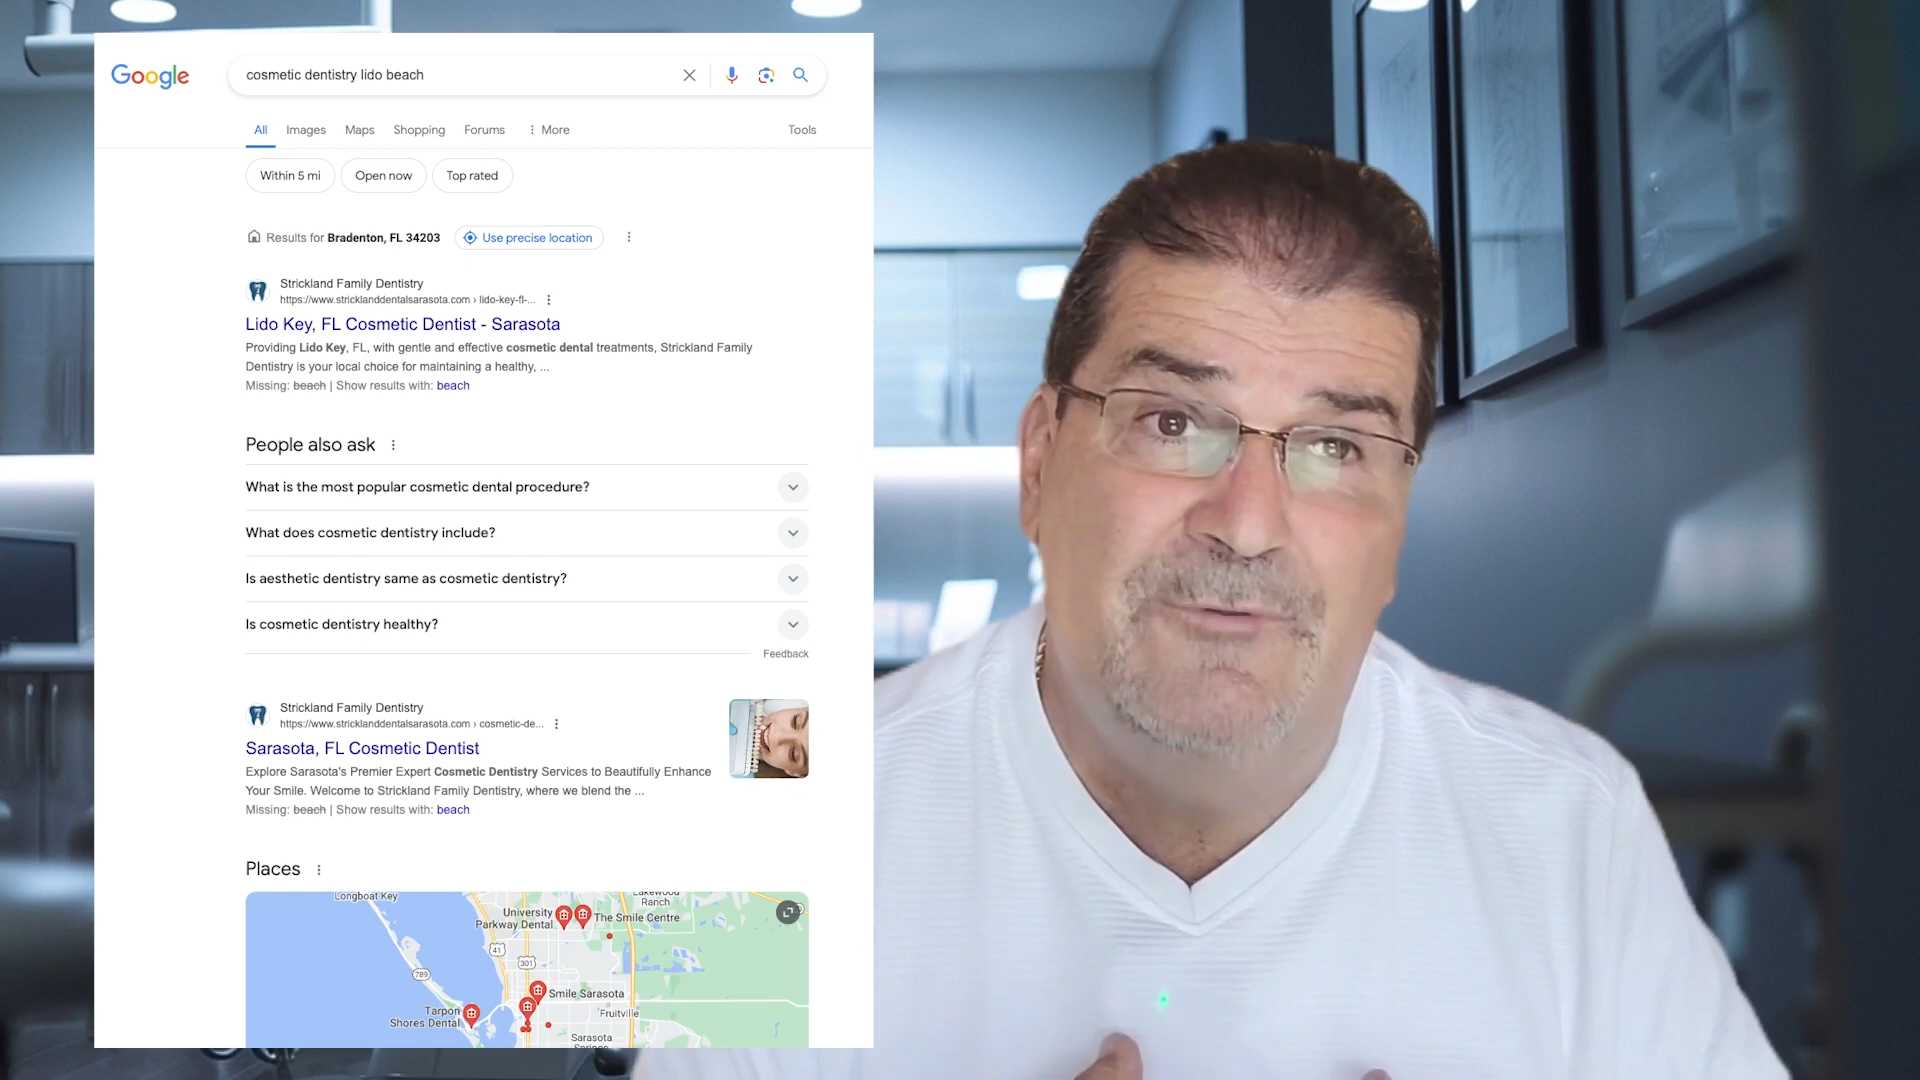 Google
cosmetic dentistry lido beach
All Images Maps Shopping Forums More Tools
Within 5 mi Open now Top rated
Results for Bradenton, FL 34203 Use precise location
Strickland Family Dentistry
https://www.stricklanddentalsarasota.com › lido-key-fl-...
Lido Key, FL Cosmetic Dentist - Sarasota
Providing Lido Key, FL, with gentle and effective cosmetic dental treatments, Strickland Family
Dentistry is your local choice for maintaining a healthy, ...
Missing: beach | Show results with: beach
People also ask
What is the most popular cosmetic dental procedure?
What does cosmetic dentistry include?
Is aesthetic dentistry same as cosmetic dentistry?
Is cosmetic dentistry healthy?
Feedback
Strickland Family Dentistry
https://www.stricklanddentalsarasota.com › cosmetic-de...
Sarasota, FL Cosmetic Dentist
Explore Sarasota's Premier Expert Cosmetic Dentistry Services to Beautifully Enhance
Your Smile. Welcome to Strickland Family Dentistry, where we blend the ...
Missing: beach | Show results with: beach
Places
Longboat Key
Lakewood
Ranch
University
Parkway Dental
The Smile Centre
41
301
789
Smile Sarasota
Tarpon
Shores Dental
Fruitville
Sarasota
Springs